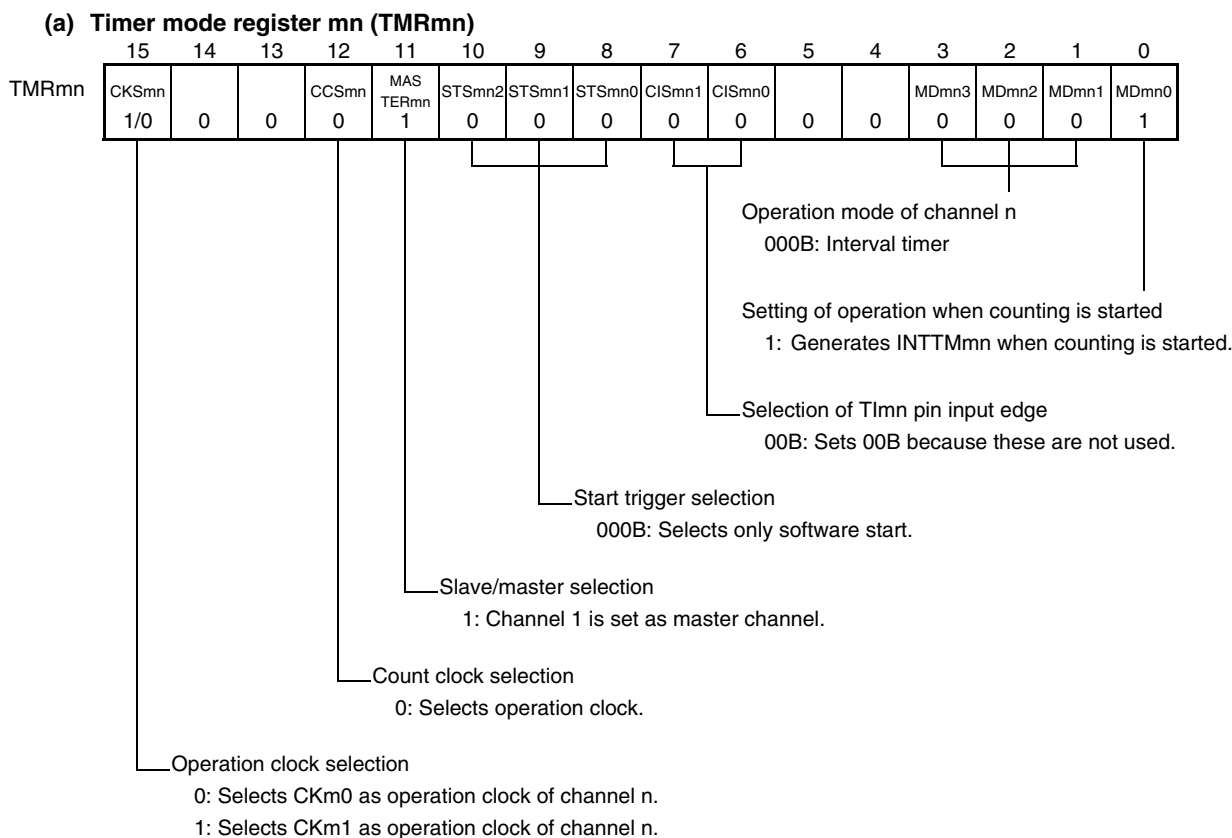 (a) Timer mode register mn (TMRmn)
15 14 13 12 11 10 9 8 7 6 5 4 3 2 1 0
TMRmn CKSmn CCSmn MAS TERmn STSmn2 STSmn1 STSmn0 CISmn1 CISmn0 MDmn3 MDmn2 MDmn1 MDmn0
1/0 0 0 0 1 0 0 0 0 0 0 0 0 0 0 1
Operation mode of channel n
000B: Interval timer
Setting of operation when counting is started
1: Generates INTTMmn when counting is started.
Selection of TImn pin input edge
00B: Sets 00B because these are not used.
Start trigger selection
000B: Selects only software start.
Slave/master selection
1: Channel 1 is set as master channel.
Count clock selection
0: Selects operation clock.
Operation clock selection
0: Selects CKm0 as operation clock of channel n.
1: Selects CKm1 as operation clock of channel n.